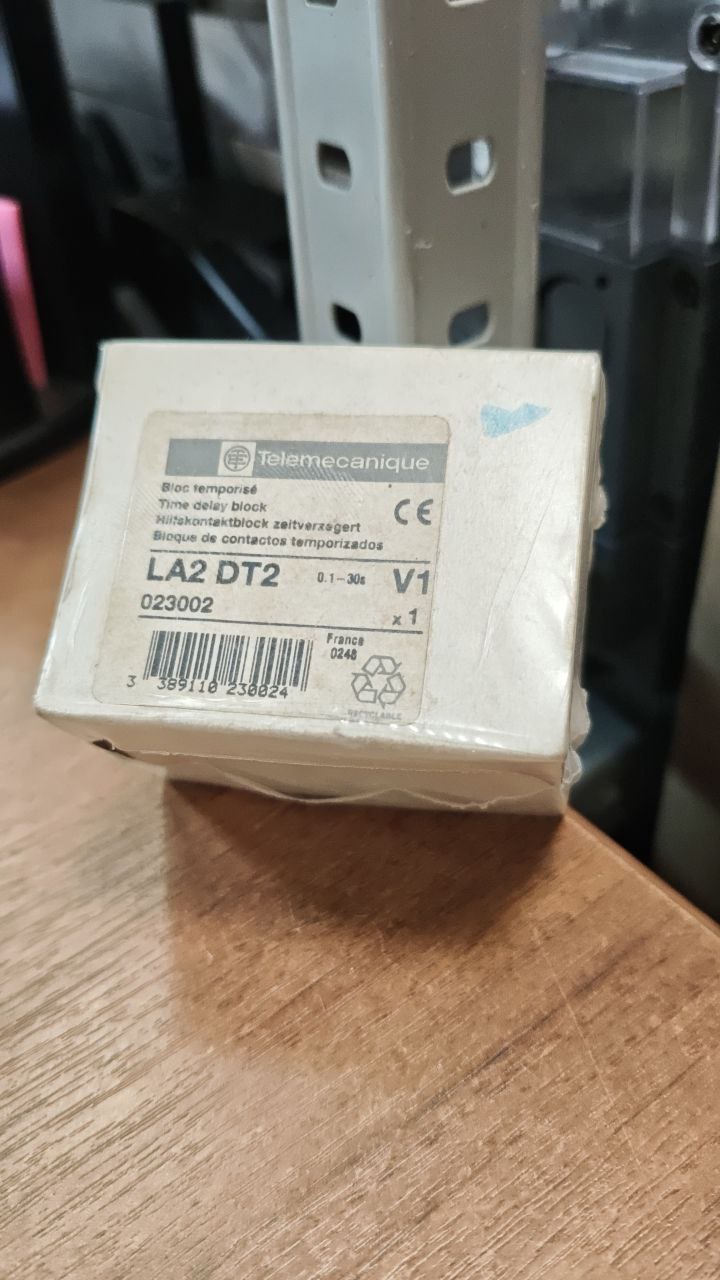 Telemecanique
Bloc temporisé
Time delay block
Hilfskontaktblock zeitverzögert
Bloque de contactos temporizados
LA2 DT2 0.1-30s V1
023002 x 1
France
0248
3 389110 230024
RECYCLABLE